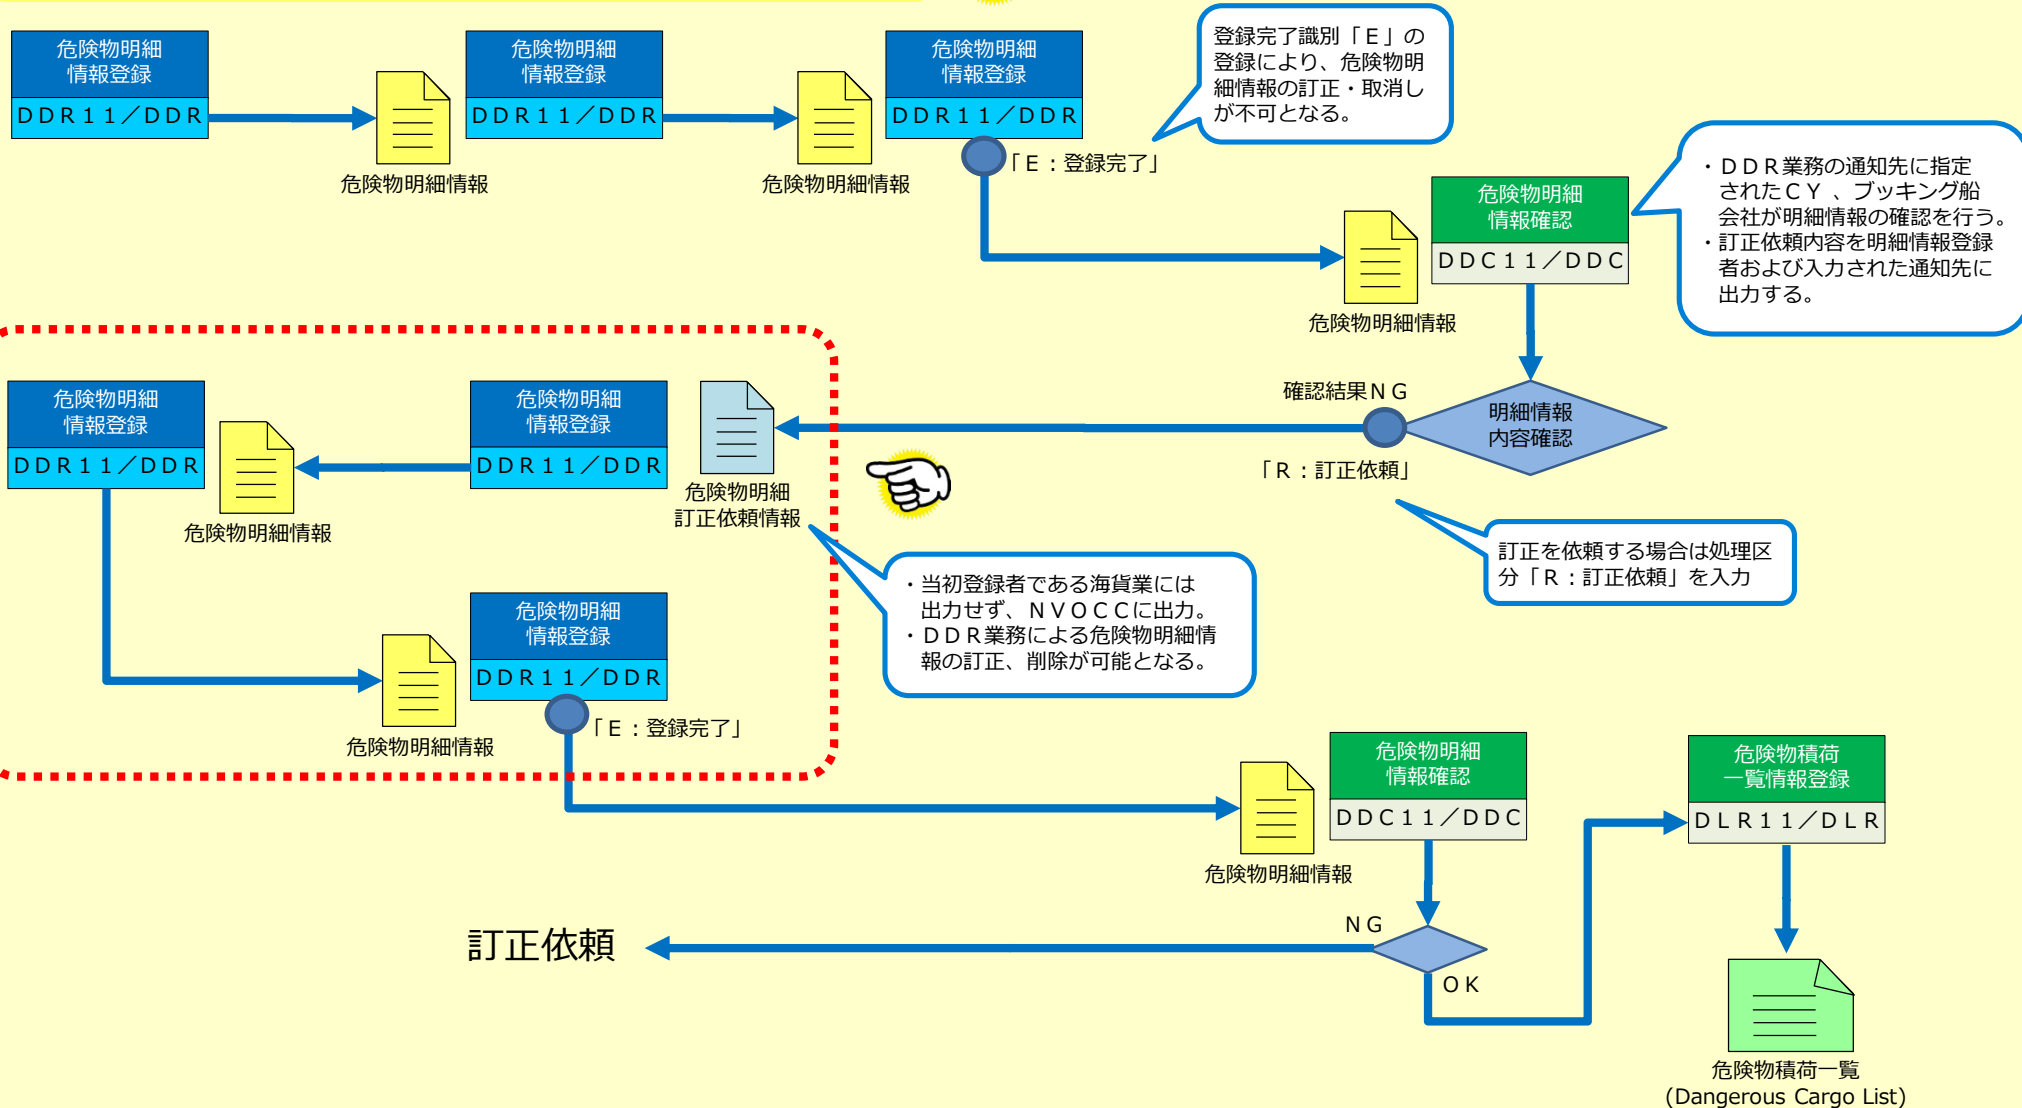 危険物明細
情報登録
ＤＤＲ１１／ＤＤＲ
危険物明細情報
危険物明細
情報登録
ＤＤＲ１１／ＤＤＲ
危険物明細情報
危険物明細
情報登録
ＤＤＲ１１／ＤＤＲ
「Ｅ：登録完了」
登録完了識別「Ｅ」の
登録により、危険物明
細情報の訂正・取消し
が不可となる。
危険物明細情報
危険物明細
情報確認
ＤＤＣ１１／ＤＤＣ
・ＤＤＲ業務の通知先に指定
されたＣＹ 、ブッキング船
会社が明細情報の確認を行う。
・訂正依頼内容を明細情報登録
者および入力された通知先に
出力する。
明細情報
内容確認
確認結果ＮＧ
「Ｒ：訂正依頼」
訂正を依頼する場合は処理区
分「Ｒ：訂正依頼」を入力
危険物明細
訂正依頼情報
・当初登録者である海貨業には
出力せず、ＮＶＯＣＣに出力。
・ＤＤＲ業務による危険物明細情
報の訂正、削除が可能となる。
危険物明細
情報登録
ＤＤＲ１１／ＤＤＲ
危険物明細情報
危険物明細
情報登録
ＤＤＲ１１／ＤＤＲ
危険物明細情報
危険物明細
情報登録
ＤＤＲ１１／ＤＤＲ
「Ｅ：登録完了」
危険物明細情報
危険物明細
情報確認
ＤＤＣ１１／ＤＤＣ
ＮＧ
訂正依頼
ＯＫ
危険物積荷
一覧情報登録
ＤＬＲ１１／ＤＬＲ
危険物積荷一覧
(Dangerous Cargo List)